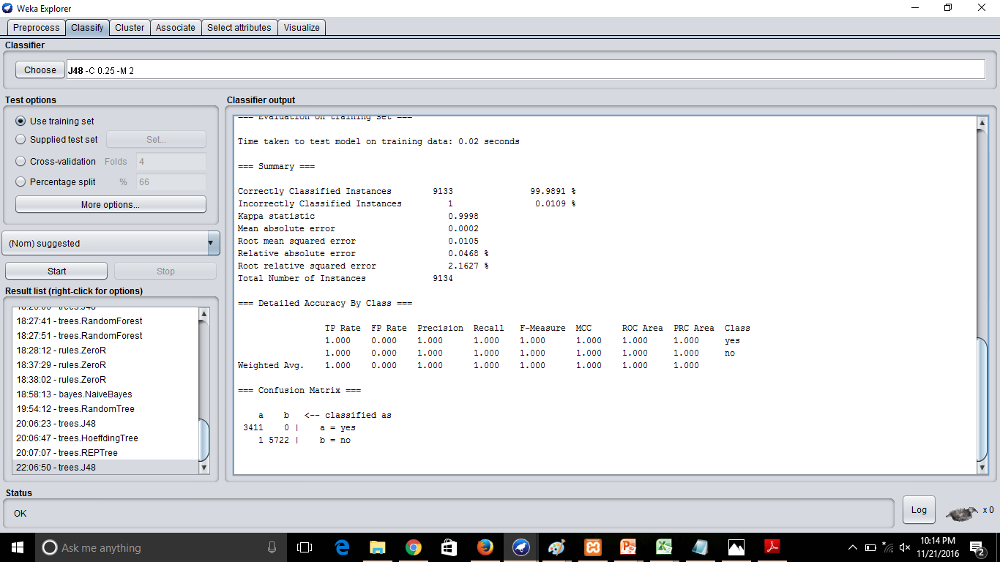 Weka Explorer
Preprocess Classify Cluster Associate Select attributes Visualize
Classifier
Choose J48 -C 0.25 -M 2
Test options
Use training set
Supplied test set Set...
Cross-validation Folds 4
Percentage split % 66
More options...
(Nom) suggested
Start Stop
Result list (right-click for options)
18:27:41 - trees.RandomForest
18:27:51 - trees.RandomForest
18:28:12 - rules.ZeroR
18:37:29 - rules.ZeroR
18:38:02 - rules.ZeroR
18:58:13 - bayes.NaiveBayes
19:54:12 - trees.RandomTree
20:06:23 - trees.J48
20:06:47 - trees.HoeffdingTree
20:07:07 - trees.REPTree
22:06:50 - trees.J48
Classifier output
=== Evaluation on training set ===
Time taken to test model on training data: 0.02 seconds
=== Summary ===
Correctly Classified Instances 9133 99.9891 %
Incorrectly Classified Instances 1 0.0109 %
Kappa statistic 0.9998
Mean absolute error 0.0002
Root mean squared error 0.0105
Relative absolute error 0.0468 %
Root relative squared error 2.1627 %
Total Number of Instances 9134
=== Detailed Accuracy By Class ===
TP Rate FP Rate Precision Recall F-Measure MCC ROC Area PRC Area Class
1.000 0.000 1.000 1.000 1.000 1.000 1.000 1.000 yes
1.000 0.000 1.000 1.000 1.000 1.000 1.000 1.000 no
Weighted Avg. 1.000 0.000 1.000 1.000 1.000 1.000 1.000 1.000
=== Confusion Matrix ===
a b <-- classified as
3411 0 | a = yes
1 5722 | b = no
Status
OK
Log x 0
Ask me anything
10:14 PM
11/21/2016
2